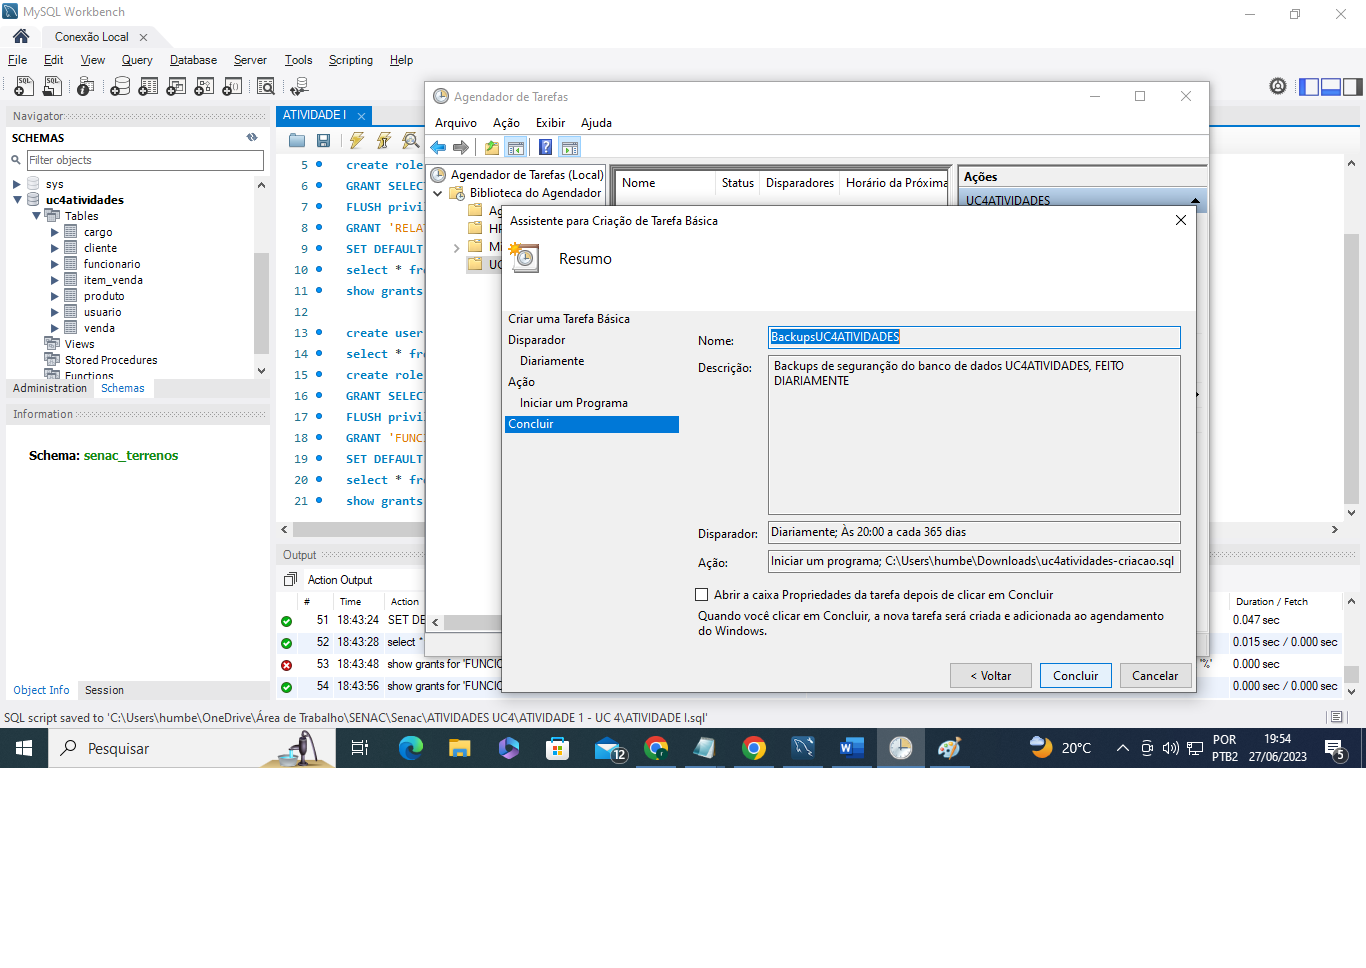 MySQL Workbench
Conexão Local
File Edit View Query Database Server Tools Scripting Help
Navigator
SCHEMAS
Filter objects
sys
uc4atividades
Tables
cargo
cliente
funcionario
item_venda
produto
usuario
venda
Views
Stored Procedures
Functions
Administration Schemas
Information
Schema: senac_terrenos
Object Info Session
ATIVIDADE I
5 create role
6 GRANT SELEC
7 FLUSH privi
8 GRANT 'RELA
9 SET DEFAULT
10 select * fr
11 show grants
12
13 create user
14 select * fr
15 create role
16 GRANT SELEC
17 FLUSH privi
18 GRANT 'FUNC
19 SET DEFAULT
20 select * fr
21 show grants
Output
Action Output
# Time Action Duration / Fetch
51 18:43:24 SET DE 0.047 sec
52 18:43:28 select * 0.015 sec / 0.000 sec
53 18:43:48 show grants for 'FUNCIO "%' 0.000 sec
54 18:43:56 show grants for 'FUNCIO 0.000 sec / 0.000 sec
SQL script saved to 'C:\Users\humbe\OneDrive\Área de Trabalho\SENAC\Senac\ATIVIDADES UC4\ATIVIDADE 1 - UC 4\ATIVIDADE I.sql'
Agendador de Tarefas
Arquivo Ação Exibir Ajuda
Agendador de Tarefas (Local)
Biblioteca do Agendador
Ag
HP
Mi
UC
Nome Status Disparadores Horário da Próxima
Ações
UC4ATIVIDADES
Assistente para Criação de Tarefa Básica
Resumo
Criar uma Tarefa Básica
Disparador
Diariamente
Ação
Iniciar um Programa
Concluir
Nome: BackupsUC4ATIVIDADES
Descrição: Backups de segurançăo do banco de dados UC4ATIVIDADES, FEITO
DIARIAMENTE
Disparador: Diariamente; Às 20:00 a cada 365 dias
Ação: Iniciar um programa; C:\Users\humbe\Downloads\uc4atividades-criacao.sql
Abrir a caixa Propriedades da tarefa depois de clicar em Concluir
Quando você clicar em Concluir, a nova tarefa será criada e adicionada ao agendamento
do Windows.
< Voltar Concluir Cancelar
Pesquisar
12
20°C
POR
PTB2
19:54
27/06/2023
5